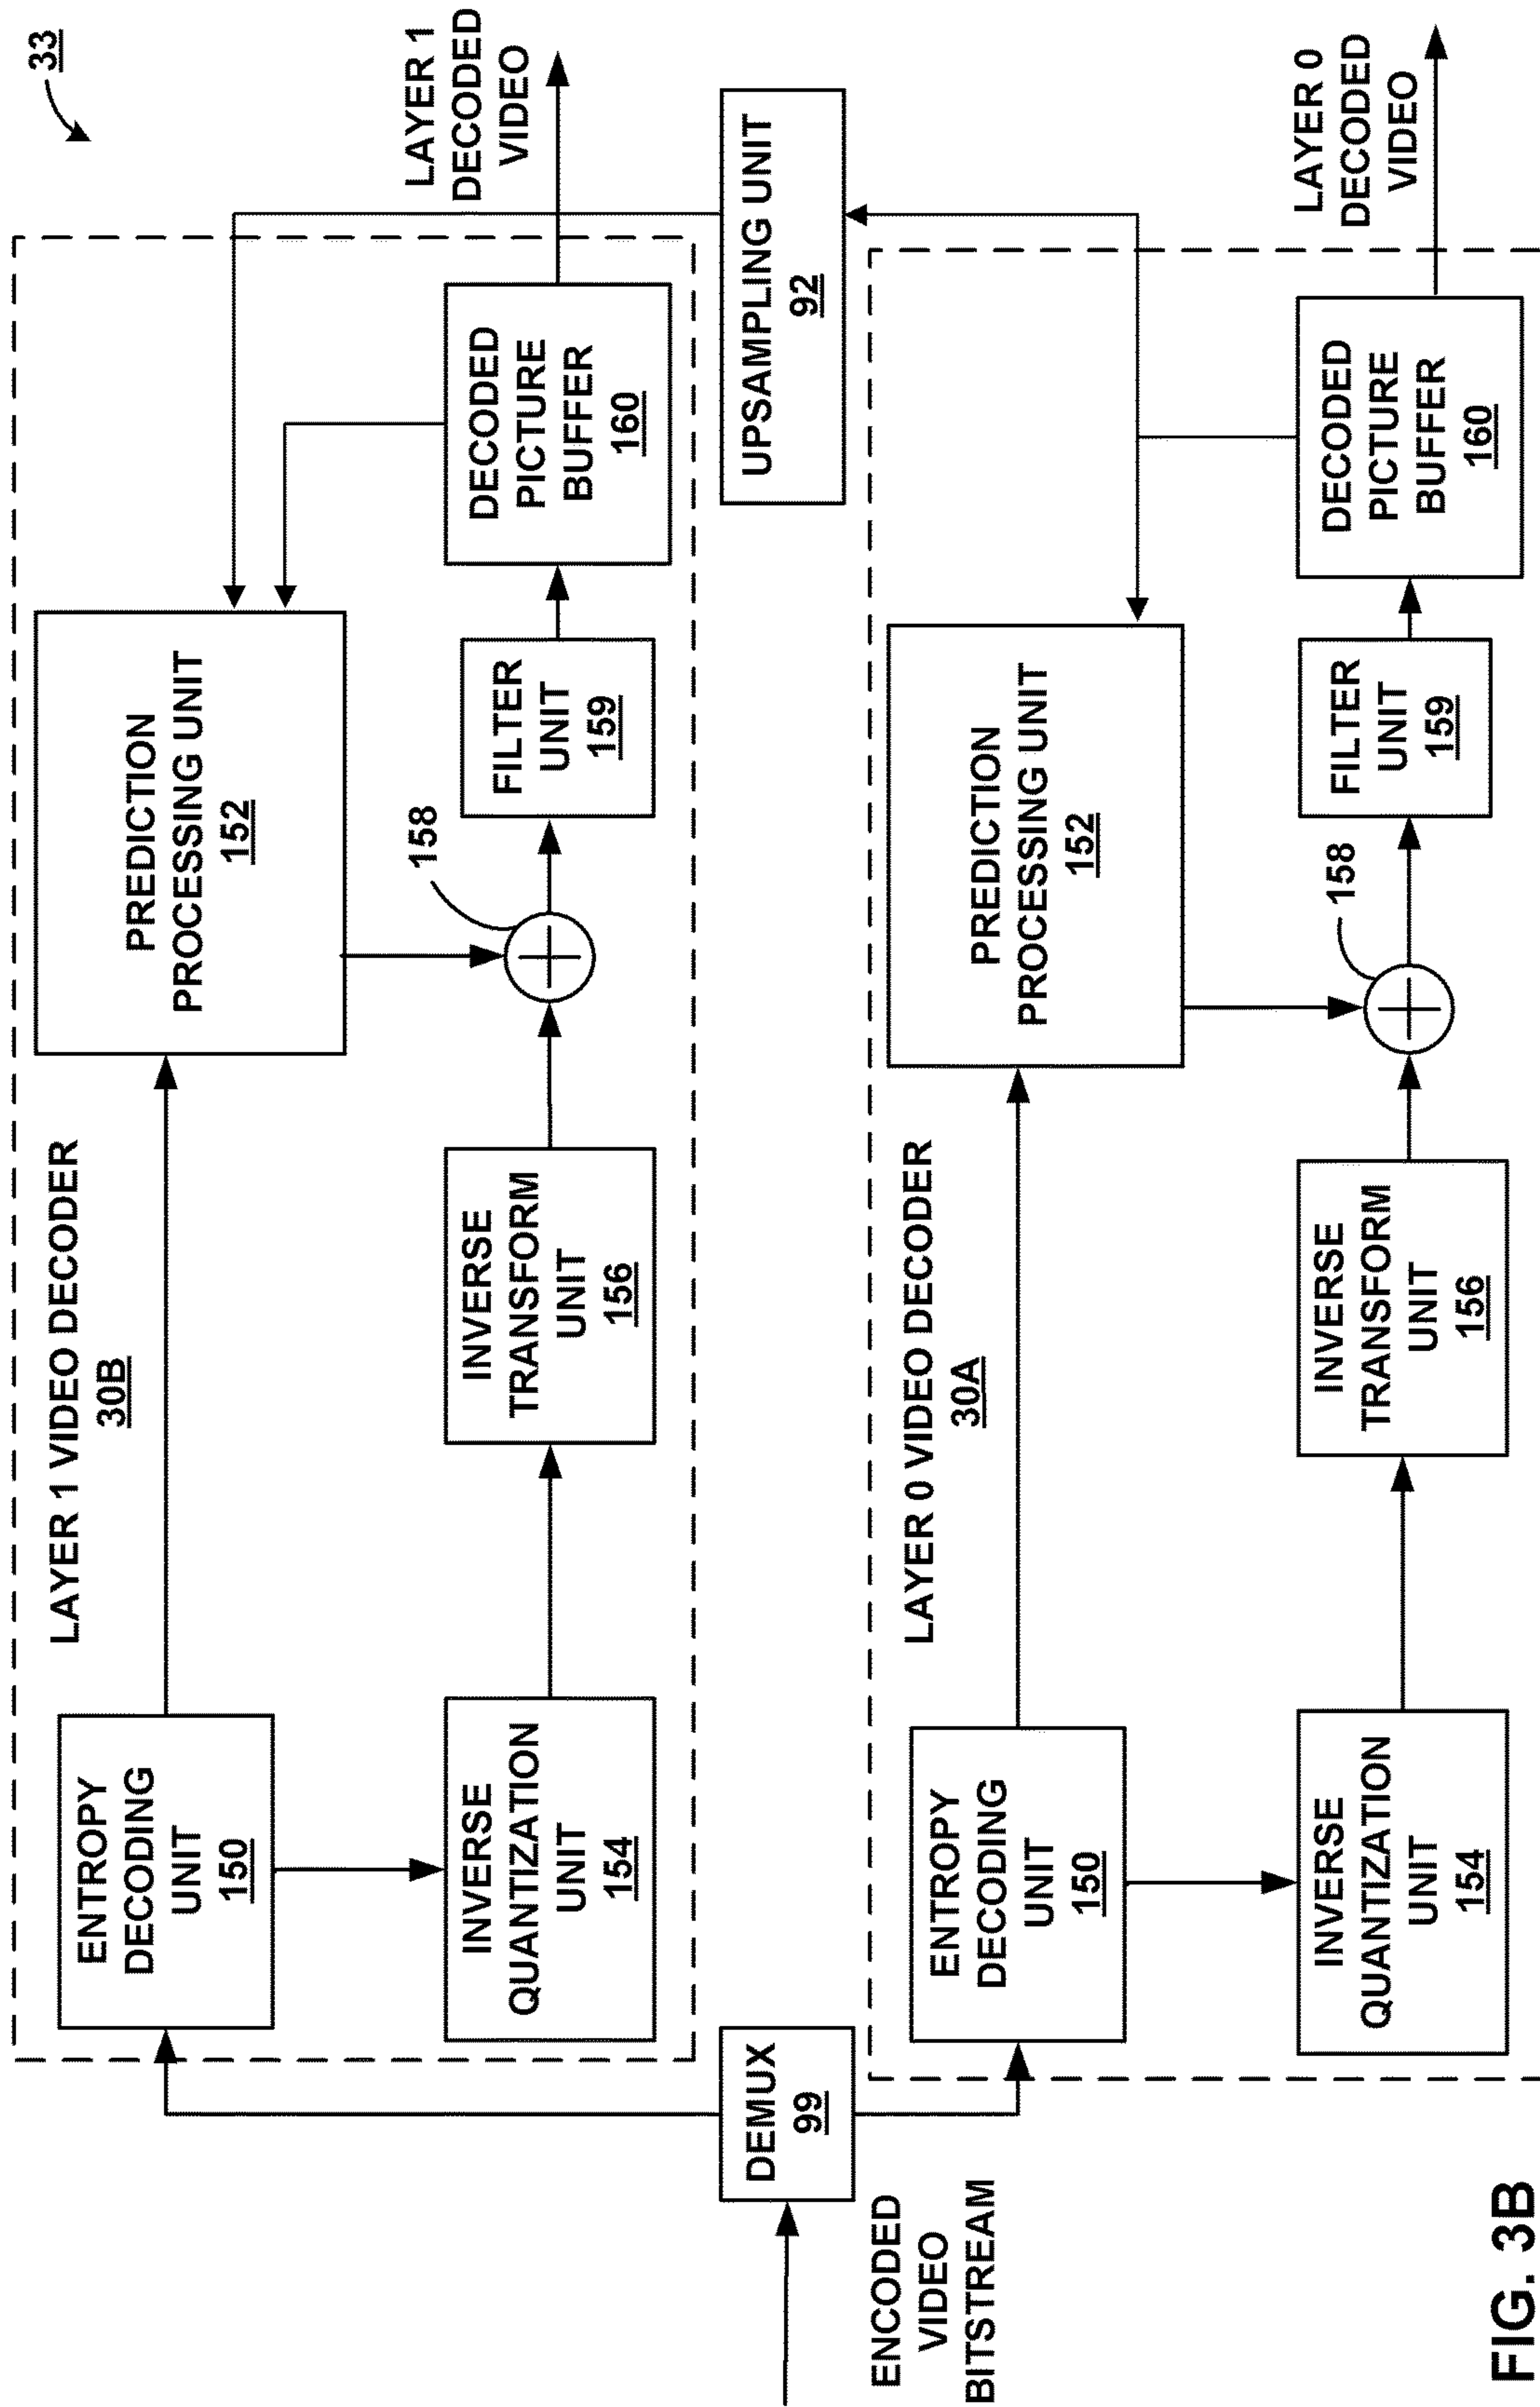 33
LAYER 1 VIDEO DECODER
30B
ENTROPY
DECODING
UNIT
150
PREDICTION
PROCESSING UNIT
152
INVERSE
QUANTIZATION
UNIT
154
INVERSE
TRANSFORM
UNIT
156
158
FILTER
UNIT
159
DECODED
PICTURE
BUFFER
160
LAYER 1
DECODED
VIDEO
ENCODED
VIDEO
BITSTREAM
DEMUX
99
UPSAMPLING UNIT
92
LAYER 0 VIDEO DECODER
30A
ENTROPY
DECODING
UNIT
150
PREDICTION
PROCESSING UNIT
152
INVERSE
QUANTIZATION
UNIT
154
INVERSE
TRANSFORM
UNIT
156
158
FILTER
UNIT
159
DECODED
PICTURE
BUFFER
160
LAYER 0
DECODED
VIDEO
FIG. 3B